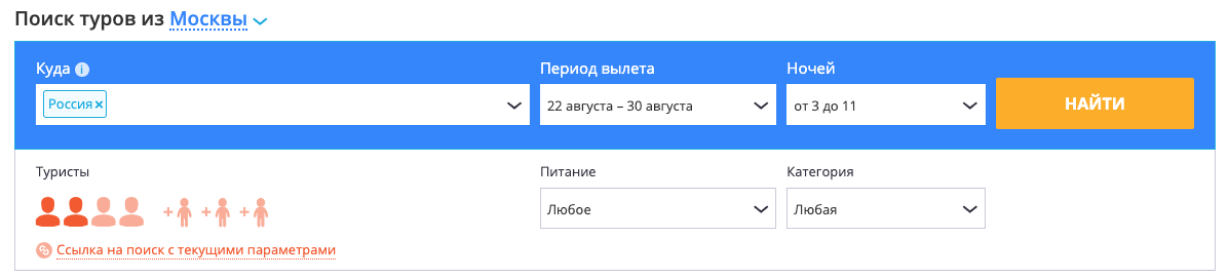 Поиск туров из Москвы
Куда
Период вылета
Ночей
Россия ×
22 августа – 30 августа
от 3 до 11
НАЙТИ
Туристы
Питание
Категория
+ + +
Любое
Любая
Ссылка на поиск с текущими параметрами